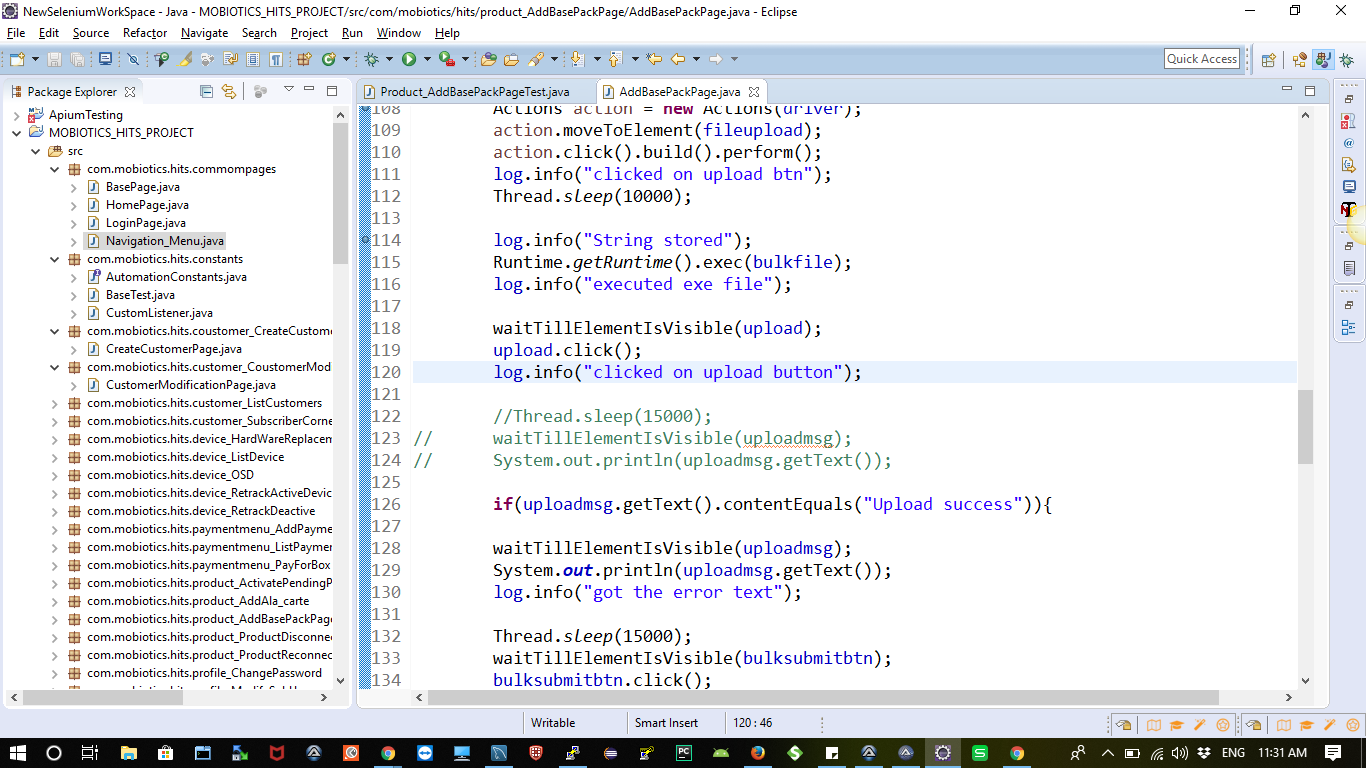 NewSeleniumWorkSpace - Java - MOBIOTICS_HITS_PROJECT/src/com/mobiotics/hits/product_AddBasePackPage/AddBasePackPage.java - Eclipse
File Edit Source Refactor Navigate Search Project Run Window Help
Quick Access
Package Explorer
Product_AddBasePackPageTest.java
AddBasePackPage.java
ApiumTesting
MOBIOTICS_HITS_PROJECT
src
com.mobiotics.hits.commompages
BasePage.java
HomePage.java
LoginPage.java
Navigation_Menu.java
com.mobiotics.hits.constants
AutomationConstants.java
BaseTest.java
CustomListener.java
com.mobiotics.hits.coustomer_CreateCustom
CreateCustomerPage.java
com.mobiotics.hits.customer_CoustomerMod
CustomerModificationPage.java
com.mobiotics.hits.customer_ListCustomers
com.mobiotics.hits.customer_SubscriberCorne
com.mobiotics.hits.device_HardWareReplacem
com.mobiotics.hits.device_ListDevice
com.mobiotics.hits.device_OSD
com.mobiotics.hits.device_RetrackActiveDevic
com.mobiotics.hits.device_RetrackDeactive
com.mobiotics.hits.paymentmenu_AddPayme
com.mobiotics.hits.paymentmenu_ListPaymer
com.mobiotics.hits.paymentmenu_PayForBox
com.mobiotics.hits.product_ActivatePendingP
com.mobiotics.hits.product_AddAla_carte
com.mobiotics.hits.product_AddBasePackPage
com.mobiotics.hits.product_ProductDisconne
com.mobiotics.hits.product_ProductReconnec
com.mobiotics.hits.profile_ChangePassword
108 Actions action = new Actions(driver);
109 action.moveToElement(fileupload);
110 action.click().build().perform();
111 log.info("clicked on upload btn");
112 Thread.sleep(10000);
113
114 log.info("String stored");
115 Runtime.getRuntime().exec(bulkfile);
116 log.info("executed exe file");
117
118 waitTillElementIsVisible(upload);
119 upload.click();
120 log.info("clicked on upload button");
121
122 //Thread.sleep(15000);
123 // waitTillElementIsVisible(uploadmsg);
124 // System.out.println(uploadmsg.getText());
125
126 if(uploadmsg.getText().contentEquals("Upload success")){
127
128 waitTillElementIsVisible(uploadmsg);
129 System.out.println(uploadmsg.getText());
130 log.info("got the error text");
131
132 Thread.sleep(15000);
133 waitTillElementIsVisible(bulksubmitbtn);
134 bulksubmitbtn.click();
Writable Smart Insert 120 : 46
ENG 11:31 AM